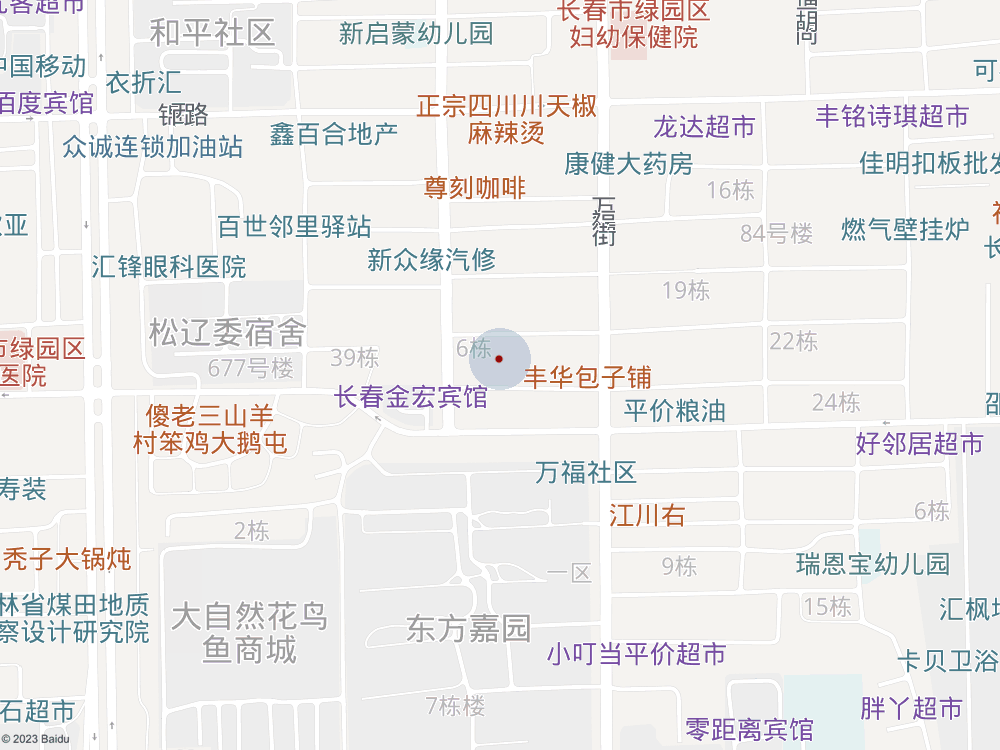 长春市绿园区
妇幼保健院
和平社区
新启蒙幼儿园
中国移动
衣折汇
百度宾馆
正宗四川川天椒
麻辣烫
龙达超市
丰铭诗琪超市
众诚连锁加油站
鑫百合地产
康健大药房
佳明扣板批发
尊刻咖啡
16栋
万福街
百世邻里驿站
84号楼
燃气壁挂炉
新众缘汽修
汇锋眼科医院
19栋
松辽委宿舍
市绿园区
医院
677号楼
39栋
6栋
22栋
丰华包子铺
长春金宏宾馆
平价粮油
24栋
傻老三山羊
村笨鸡大鹅屯
好邻居超市
万福社区
寿装
江川右
6栋
2栋
秃子大锅炖
一区
9栋
瑞恩宝幼儿园
林省煤田地质
察设计研究院
大自然花鸟
鱼商城
东方嘉园
15栋
汇枫
小叮当平价超市
卡贝卫浴
7栋楼
石超市
胖丫超市
零距离宾馆
© 2023 Baidu